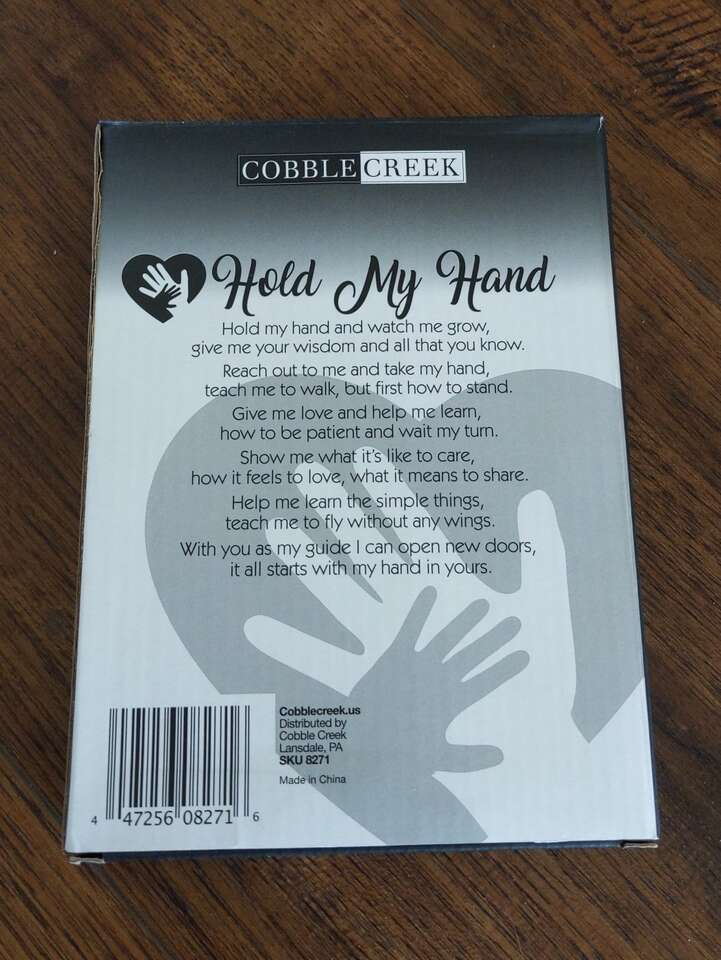 COBBLE CREEK
Hold My Hand
Hold my hand and watch me grow,
give me your wisdom and all that you know.
Reach out to me and take my hand,
teach me to walk, but first how to stand.
Give me love and help me learn,
how to be patient and wait my turn.
Show me what it's like to care,
how it feels to love, what it means to share.
Help me learn the simple things,
teach me to fly without any wings.
With you as my guide I can open new doors,
it all starts with my hand in yours.
Cobblecreek.us
Distributed by
Cobble Creek
Lansdale, PA
SKU 8271
Made in China
4 47256 08271 6